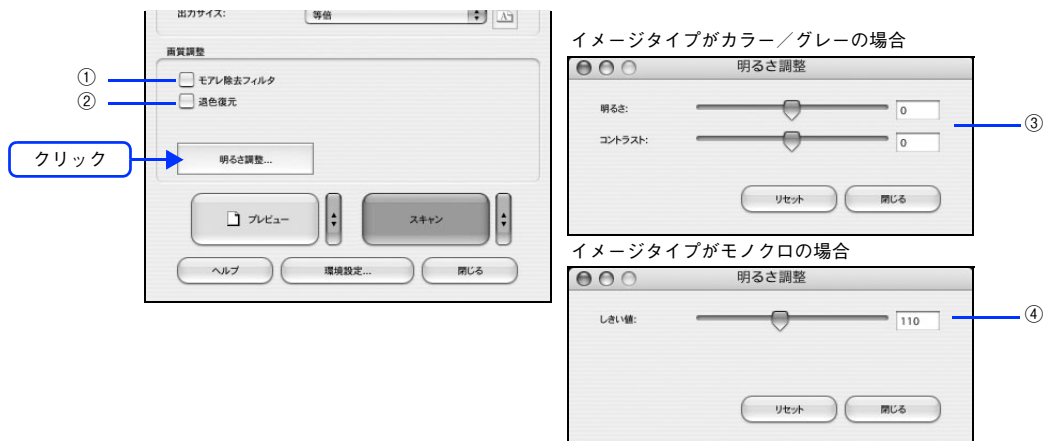 出力サイズ: 等倍
画質調整
① モアレ除去フィルタ
② 退色復元
クリック
明るさ調整...
プレビュー スキャン
ヘルプ 環境設定... 閉じる
イメージタイプがカラー／グレーの場合
明るさ調整
明るさ: 0
③
コントラスト: 0
リセット 閉じる
イメージタイプがモノクロの場合
明るさ調整
しきい値: 110
④
リセット 閉じる